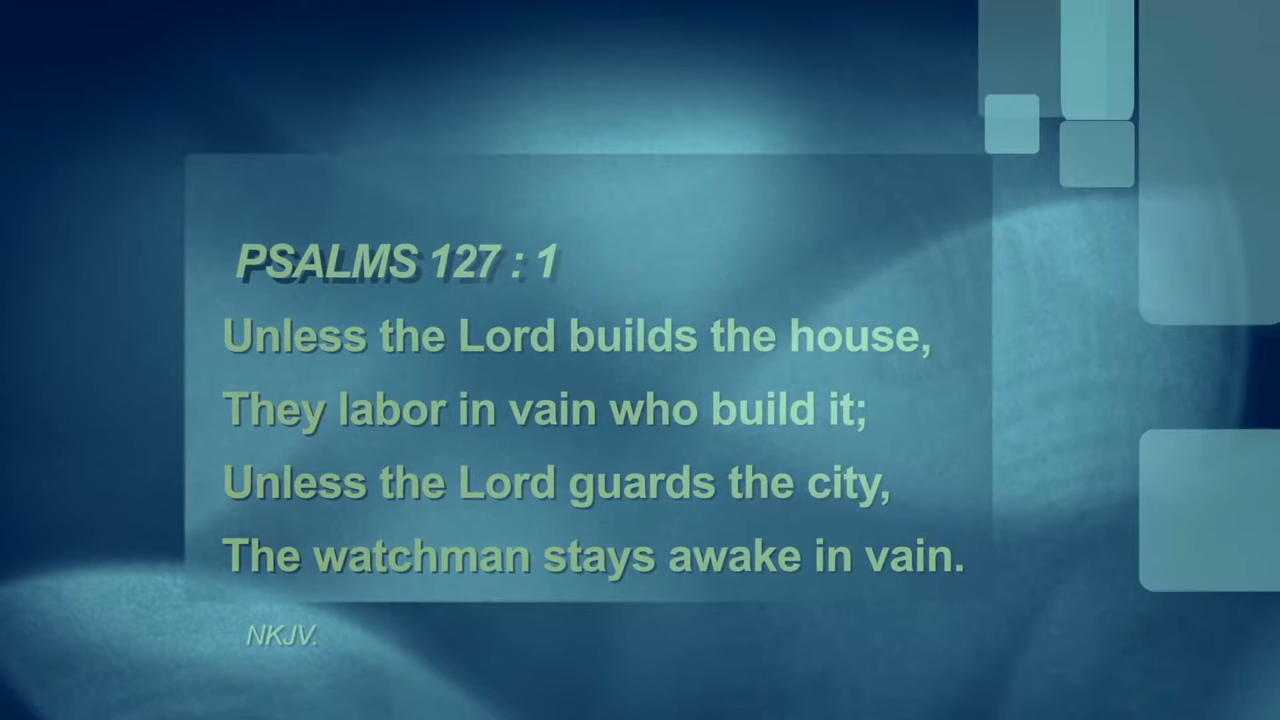 PSALMS 127 : 1
Unless the Lord builds the house,
They labor in vain who build it;
Unless the Lord guards the city,
The watchman stays awake in vain.
NKJV.